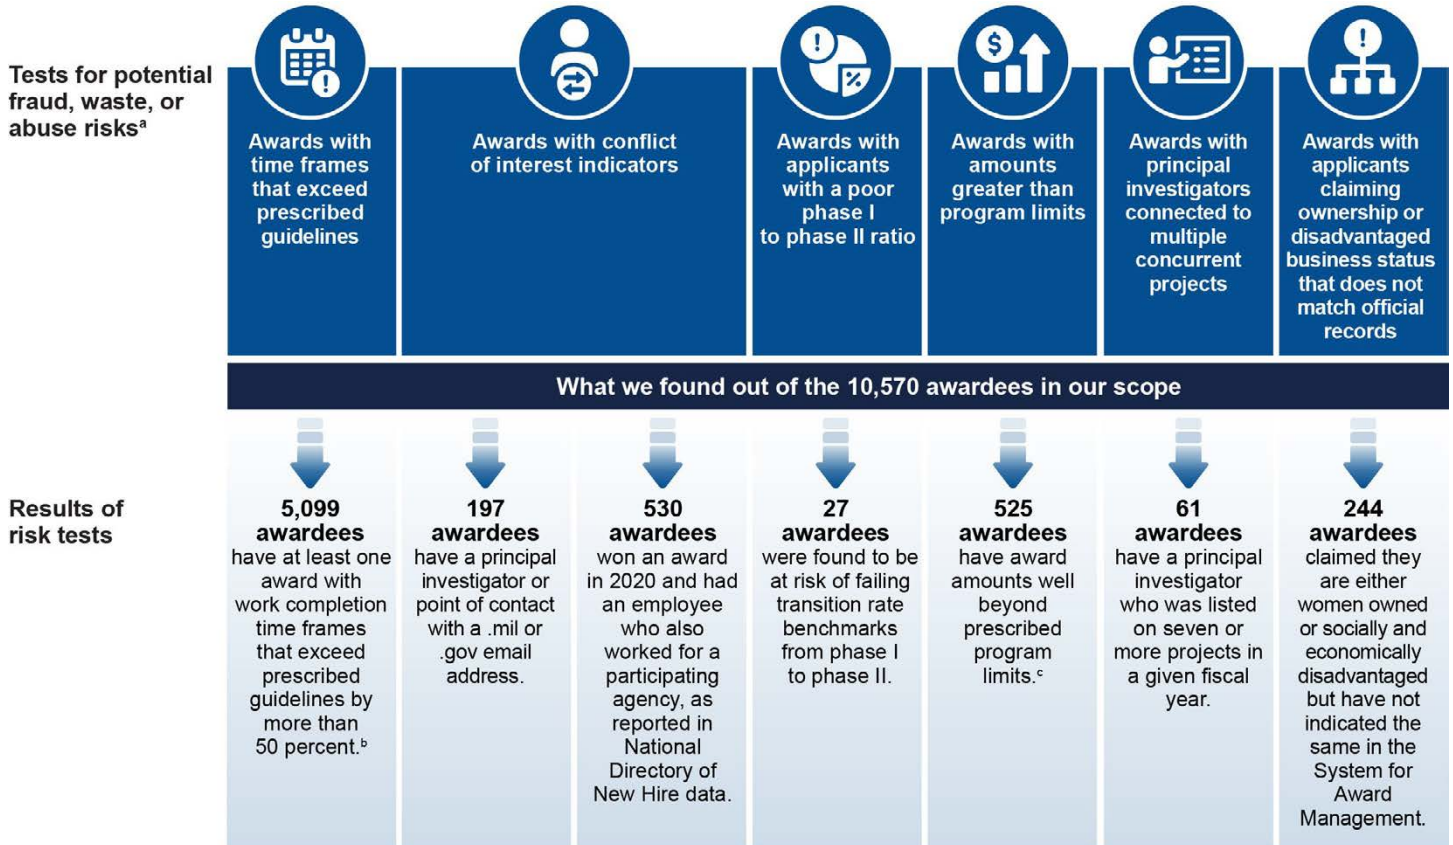 Tests for potential
fraud, waste, or
abuse risksᵃ
Awards with
time frames
that exceed
prescribed
guidelines
Awards with conflict
of interest indicators
Awards with
applicants
with a poor
phase I
to phase II ratio
Awards with
amounts
greater than
program limits
Awards with
principal
investigators
connected to
multiple
concurrent
projects
Awards with
applicants
claiming
ownership or
disadvantaged
business status
that does not
match official
records
What we found out of the 10,570 awardees in our scope
Results of
risk tests
5,099
awardees
have at least one
award with
work completion
time frames
that exceed
prescribed
guidelines by
more than
50 percent.ᵇ
197
awardees
have a principal
investigator or
point of contact
with a .mil or
.gov email
address.
530
awardees
won an award
in 2020 and had
an employee
who also
worked for a
participating
agency, as
reported in
National
Directory of
New Hire data.
27
awardees
were found to be
at risk of failing
transition rate
benchmarks
from phase I
to phase II.
525
awardees
have award
amounts well
beyond
prescribed
program
limits.ᶜ
61
awardees
have a principal
investigator
who was listed
on seven or
more projects in
a given fiscal
year.
244
awardees
claimed they
are either
women owned
or socially and
economically
disadvantaged
but have not
indicated the
same in the
System for
Award
Management.